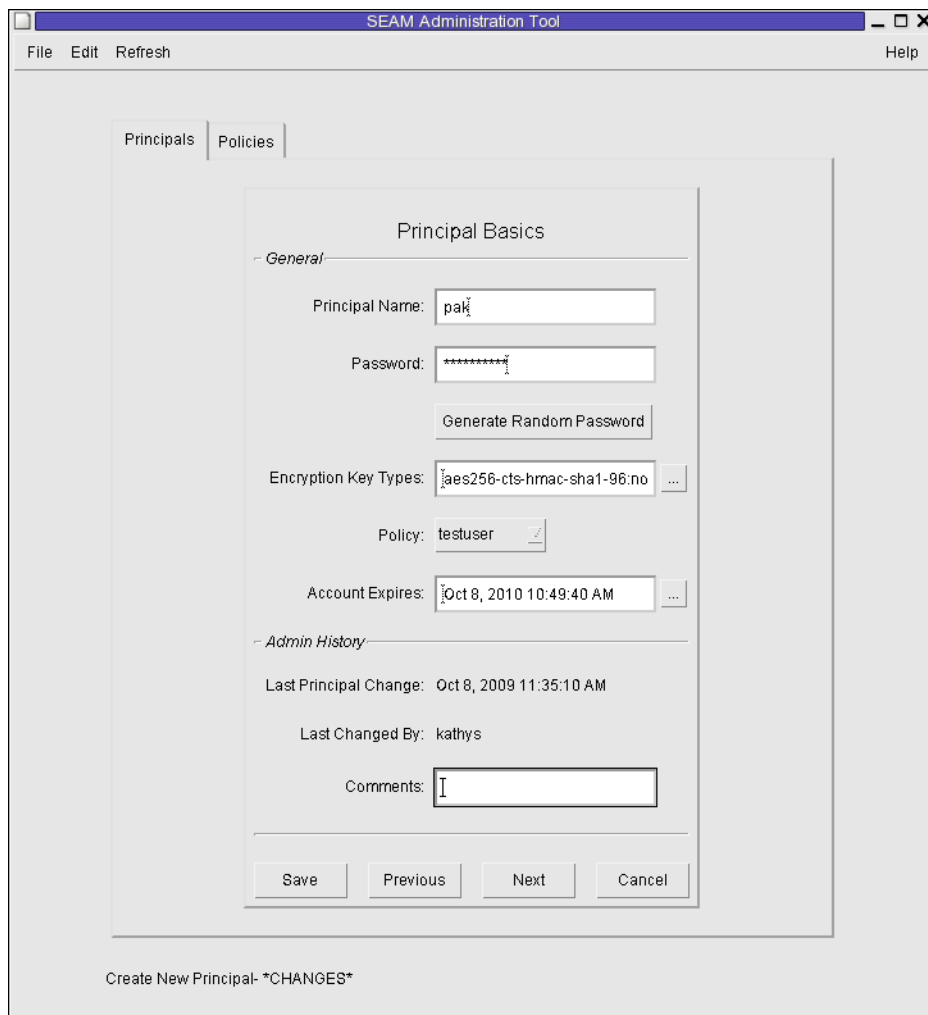 SEAM Administration Tool
File Edit Refresh Help
Principals Policies
Principal Basics
General
Principal Name: pak
Password: **********
Generate Random Password
Encryption Key Types: aes256-cts-hmac-sha1-96:no ...
Policy: testuser
Account Expires: Oct 8, 2010 10:49:40 AM ...
Admin History
Last Principal Change: Oct 8, 2009 11:35:10 AM
Last Changed By: kathys
Comments:
Save Previous Next Cancel
Create New Principal- *CHANGES*